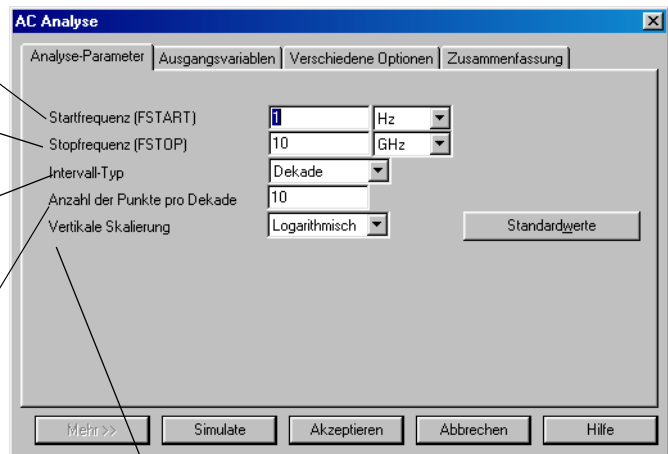 AC Analyse
Analyse-Parameter Ausgangsvariablen Verschiedene Optionen Zusammenfassung
Startfrequenz (FSTART) 1 Hz
Stopfrequenz (FSTOP) 10 GHz
Intervall-Typ Dekade
Anzahl der Punkte pro Dekade 10
Vertikale Skalierung Logarithmisch Standardwerte
Mehr >> Simulate Akzeptieren Abbrechen Hilfe